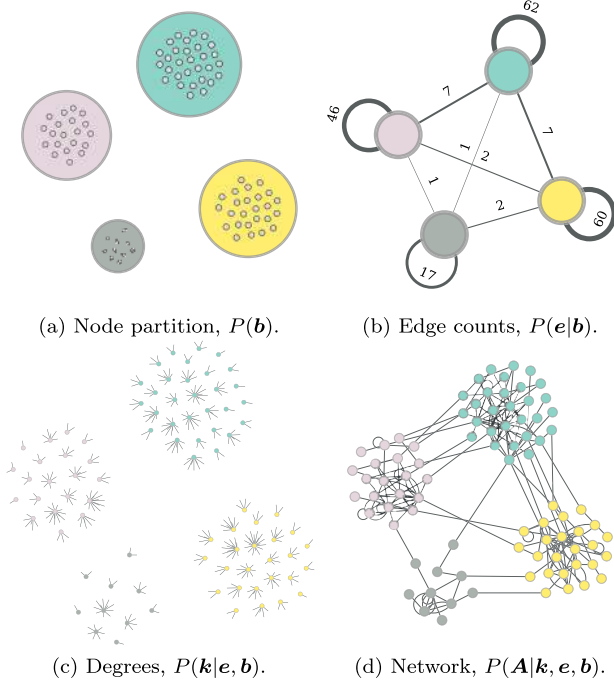 62
7
46
7
1
2
1
2
60
17
(a) Node partition, P(b).
(b) Edge counts, P(e|b).
(c) Degrees, P(k|e, b).
(d) Network, P(A|k, e, b).